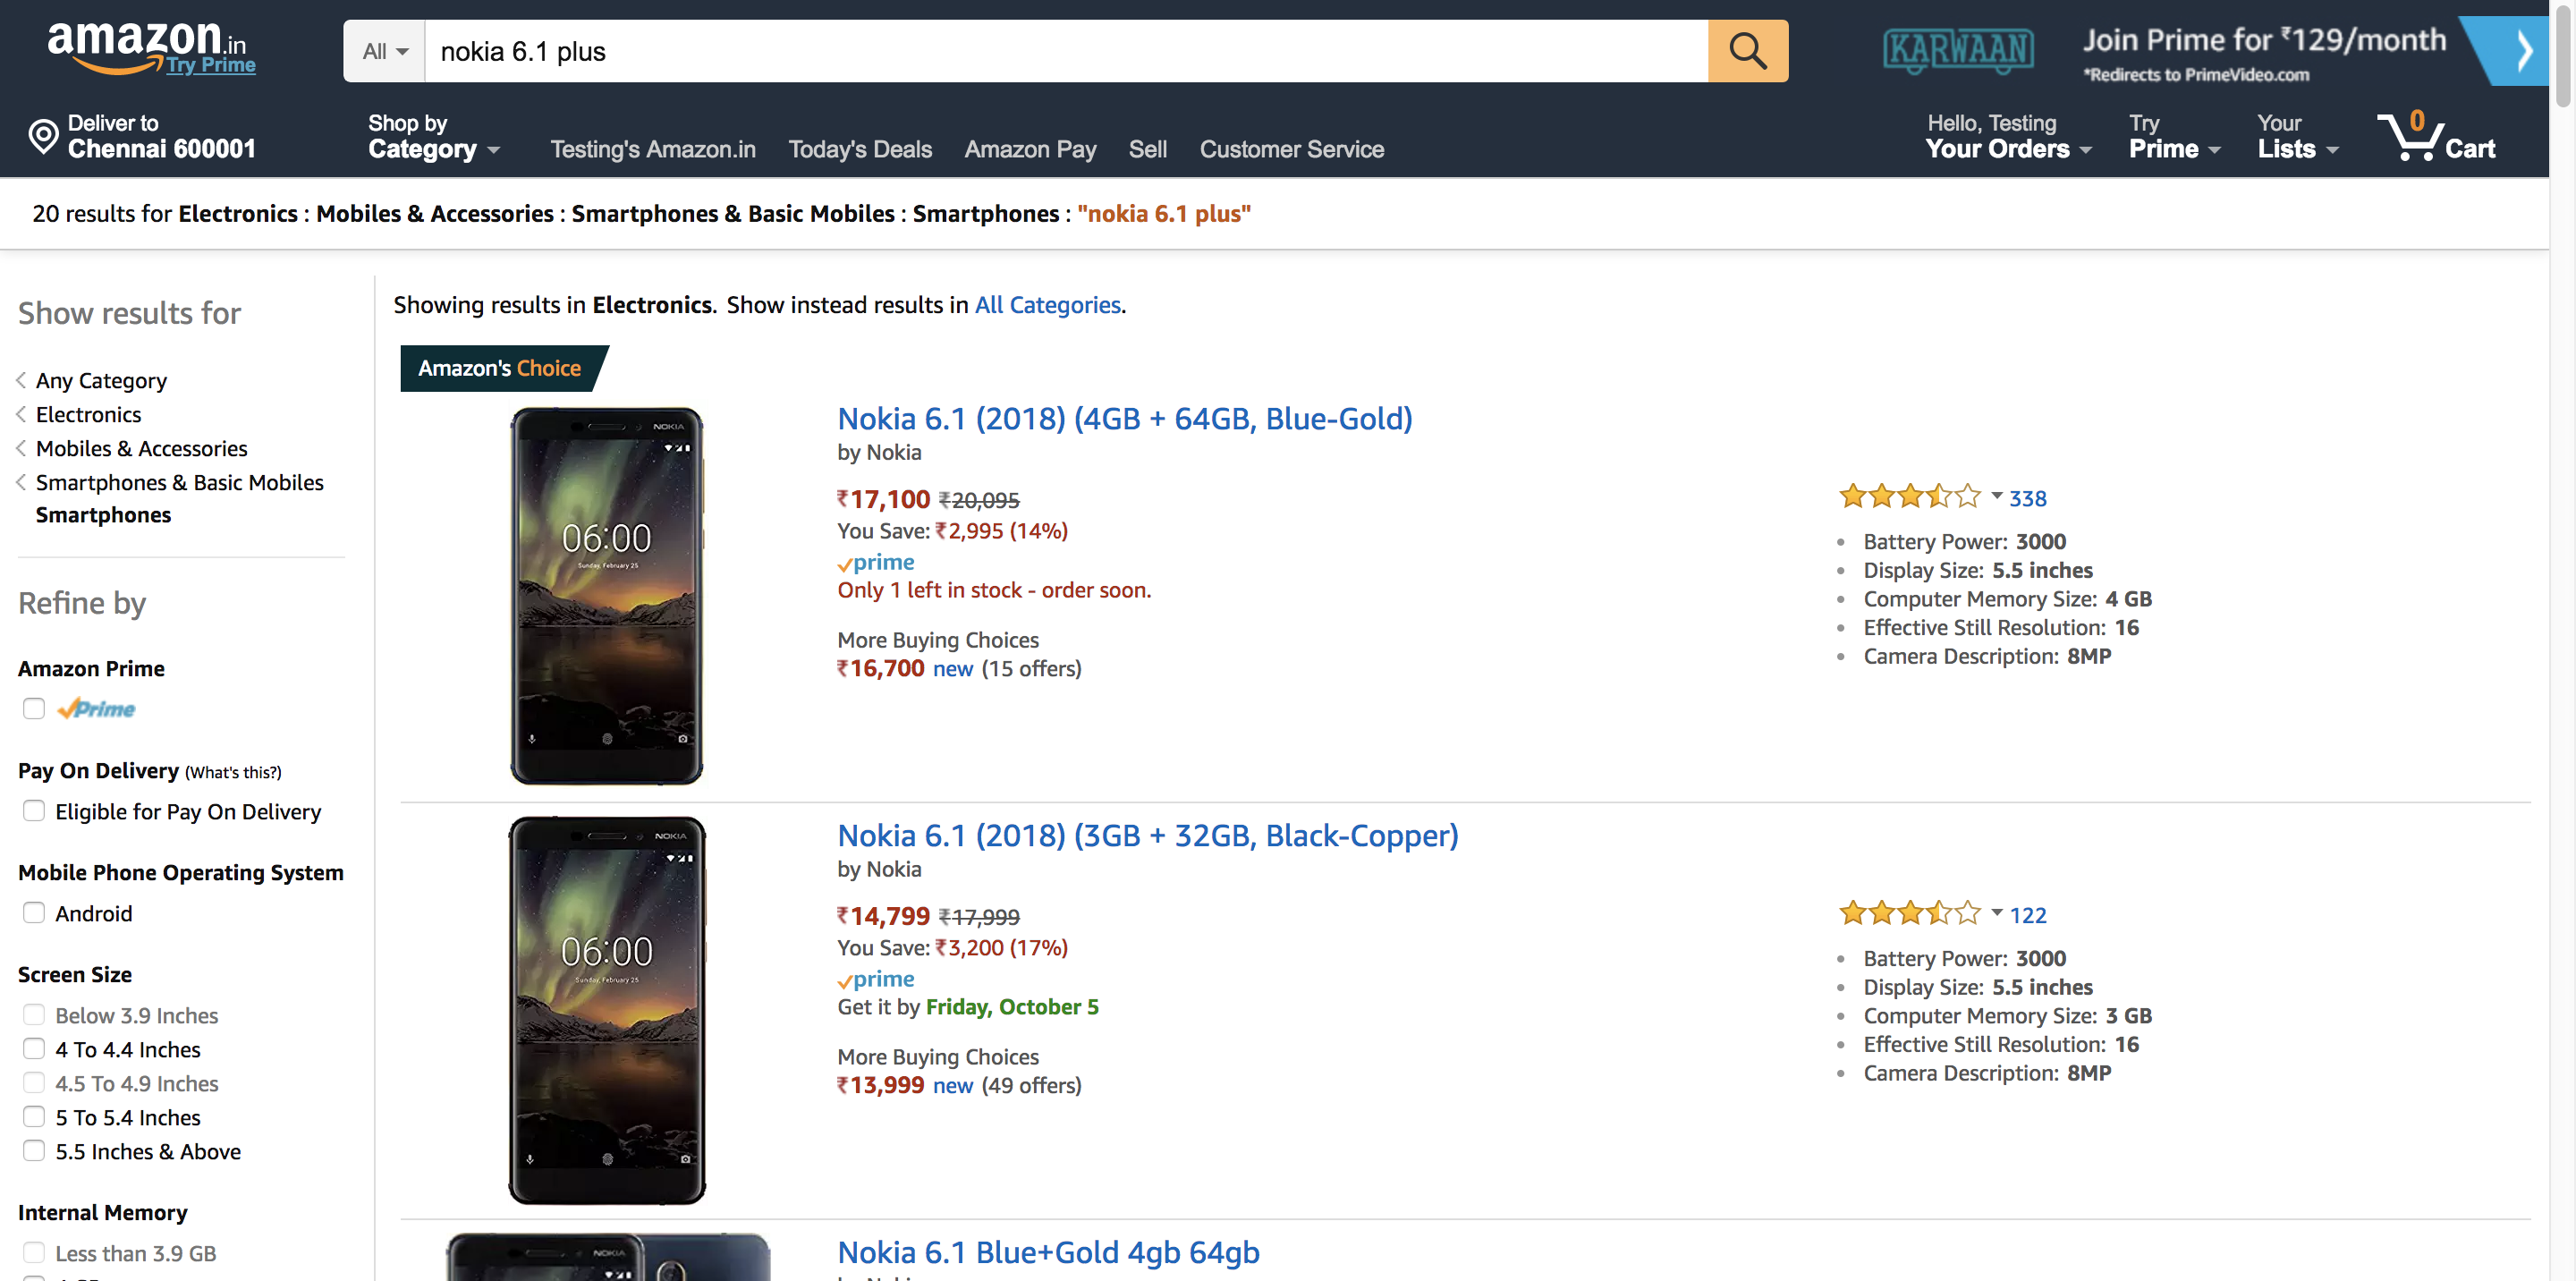 amazon.in
Try Prime
All
nokia 6.1 plus
KARWAAN
Join Prime for ₹129/month
*Redirects to PrimeVideo.com
Deliver to
Chennai 600001
Shop by
Category
Testing's Amazon.in
Today's Deals
Amazon Pay
Sell
Customer Service
Hello, Testing
Your Orders
Try
Prime
Your
Lists
0
Cart
20 results for Electronics : Mobiles & Accessories : Smartphones & Basic Mobiles : Smartphones : "nokia 6.1 plus"
Show results for
Any Category
Electronics
Mobiles & Accessories
Smartphones & Basic Mobiles
Smartphones
Refine by
Amazon Prime
Prime
Pay On Delivery (What's this?)
Eligible for Pay On Delivery
Mobile Phone Operating System
Android
Screen Size
Below 3.9 Inches
4 To 4.4 Inches
4.5 To 4.9 Inches
5 To 5.4 Inches
5.5 Inches & Above
Internal Memory
Less than 3.9 GB
Showing results in Electronics. Show instead results in All Categories.
Amazon's Choice
NOKIA
06:00
Sunday, February 25
Nokia 6.1 (2018) (4GB + 64GB, Blue-Gold)
by Nokia
₹17,100 ₹20,095
You Save: ₹2,995 (14%)
prime
Only 1 left in stock - order soon.
More Buying Choices
₹16,700 new (15 offers)
338
Battery Power: 3000
Display Size: 5.5 inches
Computer Memory Size: 4 GB
Effective Still Resolution: 16
Camera Description: 8MP
NOKIA
06:00
Sunday, February 25
Nokia 6.1 (2018) (3GB + 32GB, Black-Copper)
by Nokia
₹14,799 ₹17,999
You Save: ₹3,200 (17%)
prime
Get it by Friday, October 5
More Buying Choices
₹13,999 new (49 offers)
122
Battery Power: 3000
Display Size: 5.5 inches
Computer Memory Size: 3 GB
Effective Still Resolution: 16
Camera Description: 8MP
NOKIA
Nokia 6.1 Blue+Gold 4gb 64gb